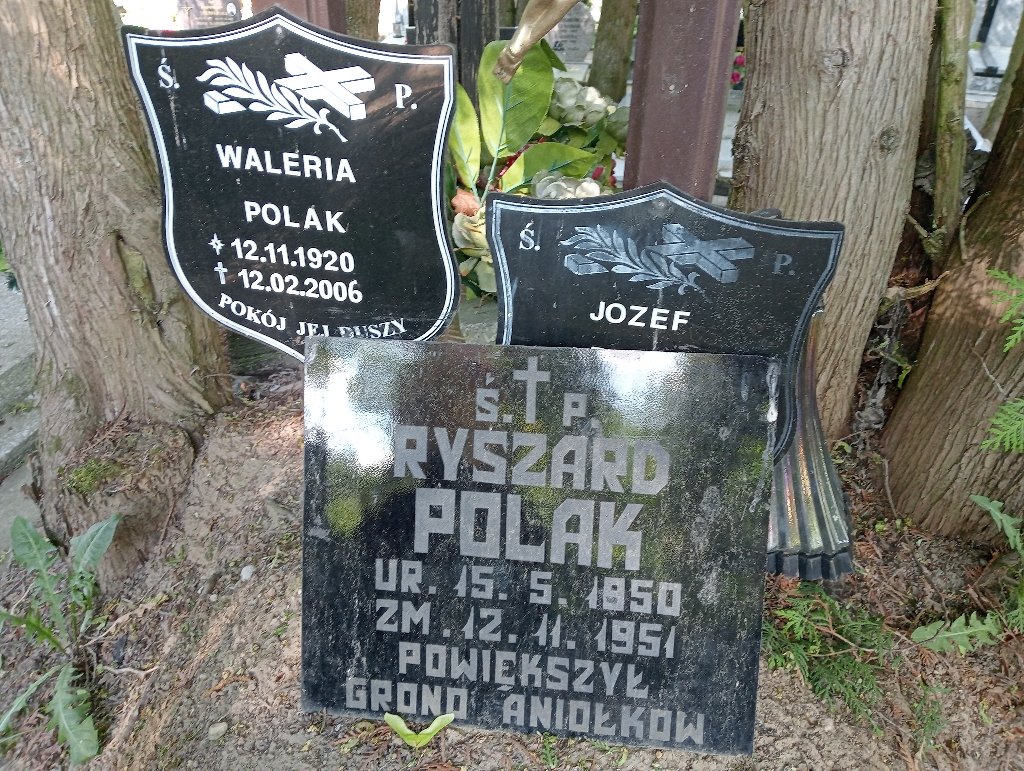 Ś. P.
WALERIA
POLAK
12.11.1920
12.02.2006
POKÓJ JEJ DUSZY
Ś. P.
JOZEF
Ś. P.
RYSZARD
POLAK
UR. 15. 5. 1950
ZM. 12. 11. 1951
POWIĘKSZYŁ
GRONO ANIOŁKOW